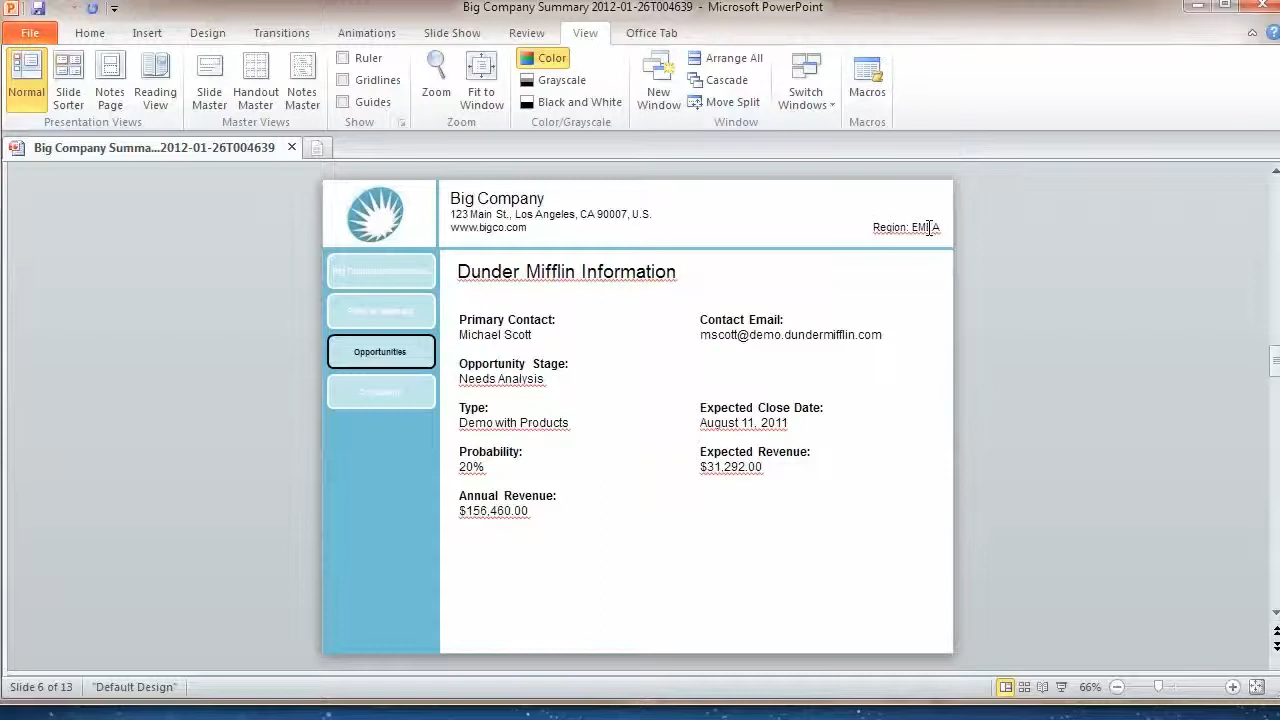 Big Company Summary 2012-01-26T004639 - Microsoft PowerPoint
File Home Insert Design Transitions Animations Slide Show Review View Office Tab
Normal Slide Sorter Notes Page Reading View
Presentation Views
Slide Master Handout Master Notes Master
Master Views
Ruler
Gridlines
Guides
Show
Zoom Fit to Window
Zoom
Color
Grayscale
Black and White
Color/Grayscale
New Window
Arrange All
Cascade
Move Split
Switch Windows
Window
Macros
Macros
Big Company Summa...2012-01-26T004639
Big Company
123 Main St., Los Angeles, CA 90007, U.S.
www.bigco.com
Region: EMEA
Opportunities
Dunder Mifflin Information
Primary Contact:
Michael Scott
Contact Email:
mscott@demo.dundermifflin.com
Opportunity Stage:
Needs Analysis
Type:
Demo with Products
Expected Close Date:
August 11, 2011
Probability:
20%
Expected Revenue:
$31,292.00
Annual Revenue:
$156,460.00
Slide 6 of 13 "Default Design" 66%